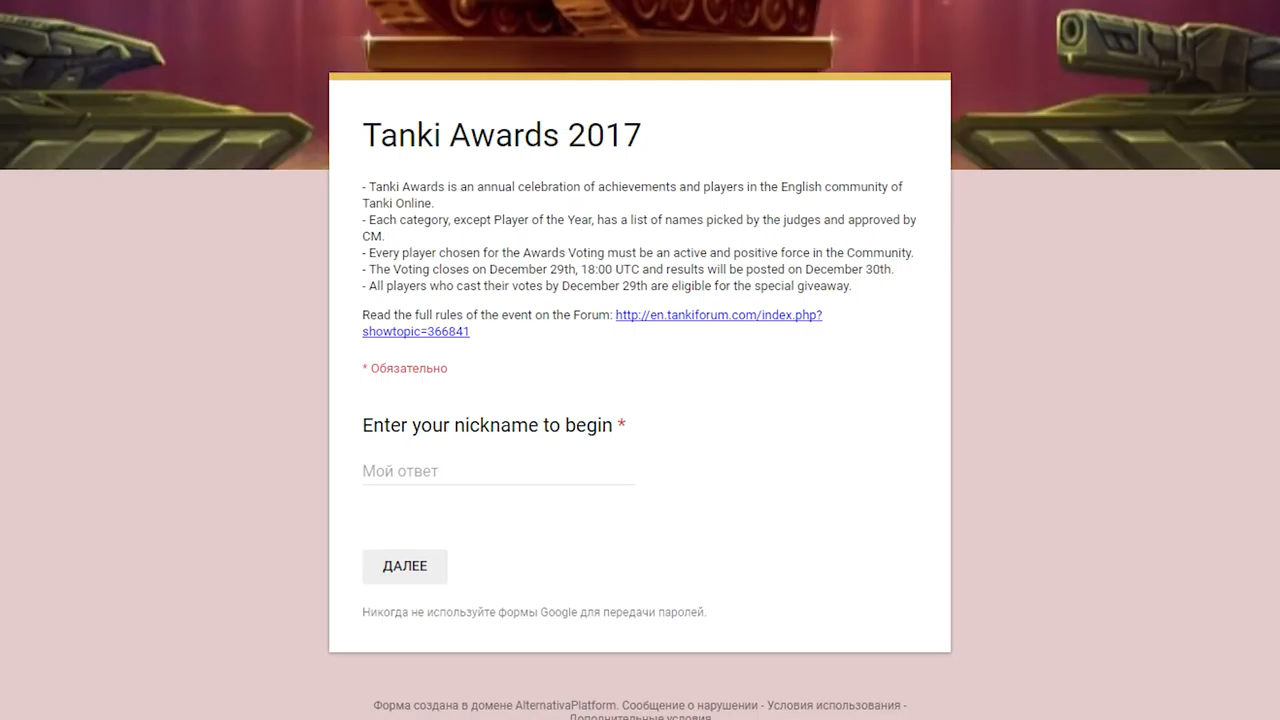 Tanki Awards 2017
- Tanki Awards is an annual celebration of achievements and players in the English community of
Tanki Online.
- Each category, except Player of the Year, has a list of names picked by the judges and approved by
CM.
- Every player chosen for the Awards Voting must be an active and positive force in the Community.
- The Voting closes on December 29th, 18:00 UTC and results will be posted on December 30th.
- All players who cast their votes by December 29th are eligible for the special giveaway.
Read the full rules of the event on the Forum: http://en.tankiforum.com/index.php?
showtopic=366841
* Обязательно
Enter your nickname to begin *
Мой ответ
ДАЛЕЕ
Никогда не используйте формы Google для передачи паролей.
Форма создана в домене AlternativaPlatform. Сообщение о нарушении - Условия использования -
Дополнительные условия